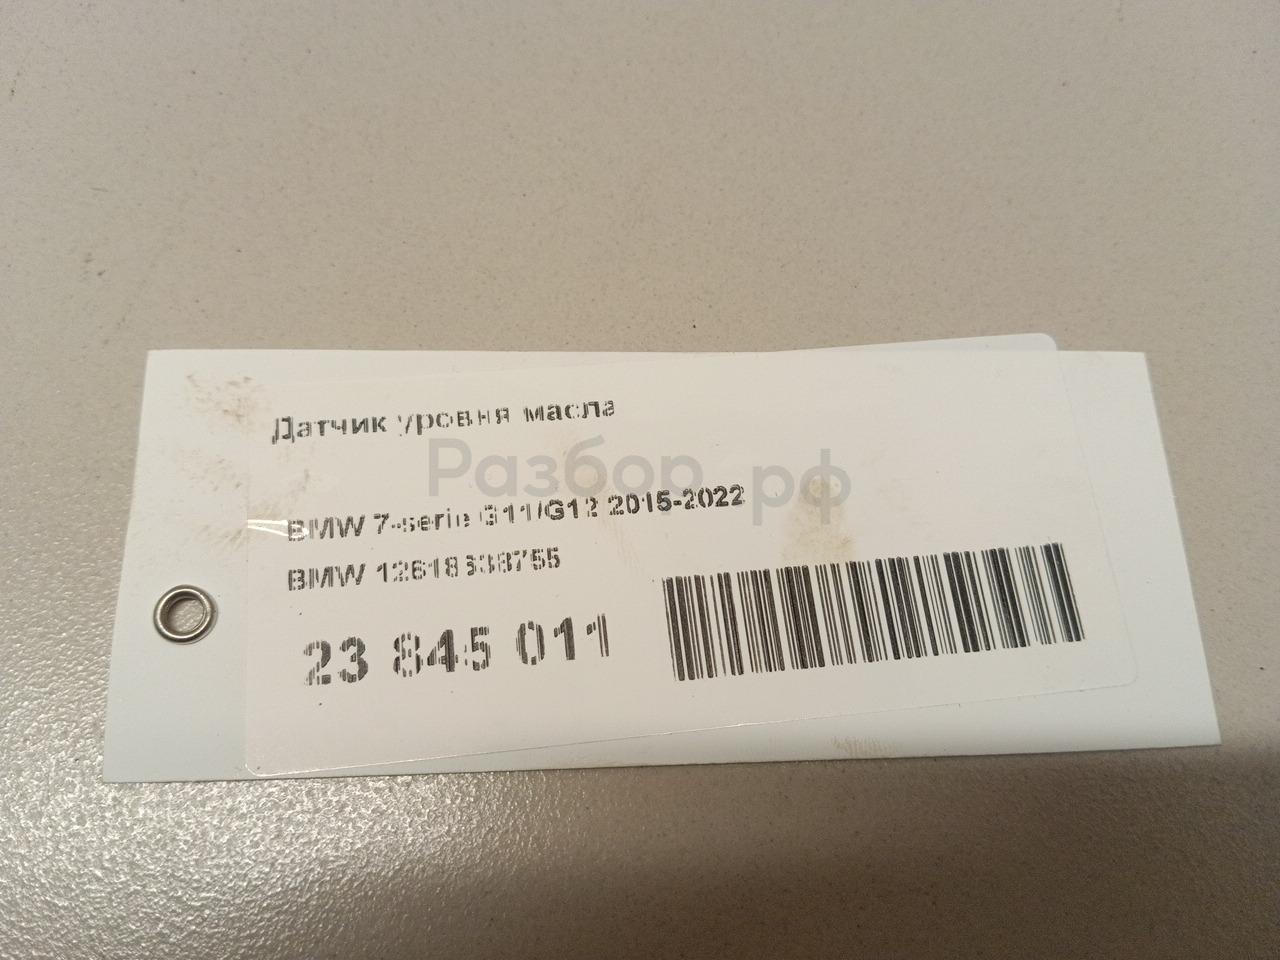 Датчик уровня масла
Разбор.рф
BMW 7-serie G11/G12 2015-2022
BMW 12618638755
23 845 011